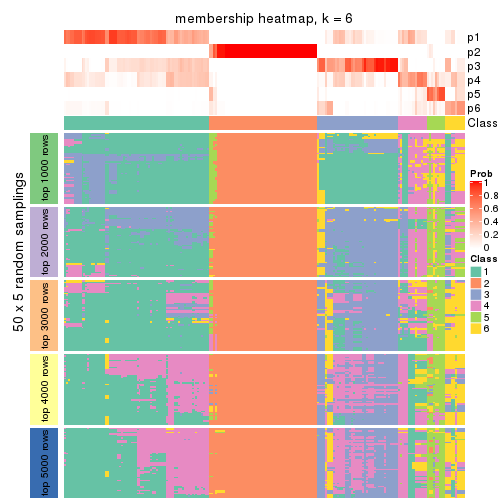 membership heatmap, k = 6
p1
p2
p3
p4
p5
p6
Class
50 x 5 random samplings
top 1000 rows
top 2000 rows
top 3000 rows
top 4000 rows
top 5000 rows
Prob
1
0.8
0.6
0.4
0.2
0
Class
1
2
3
4
5
6